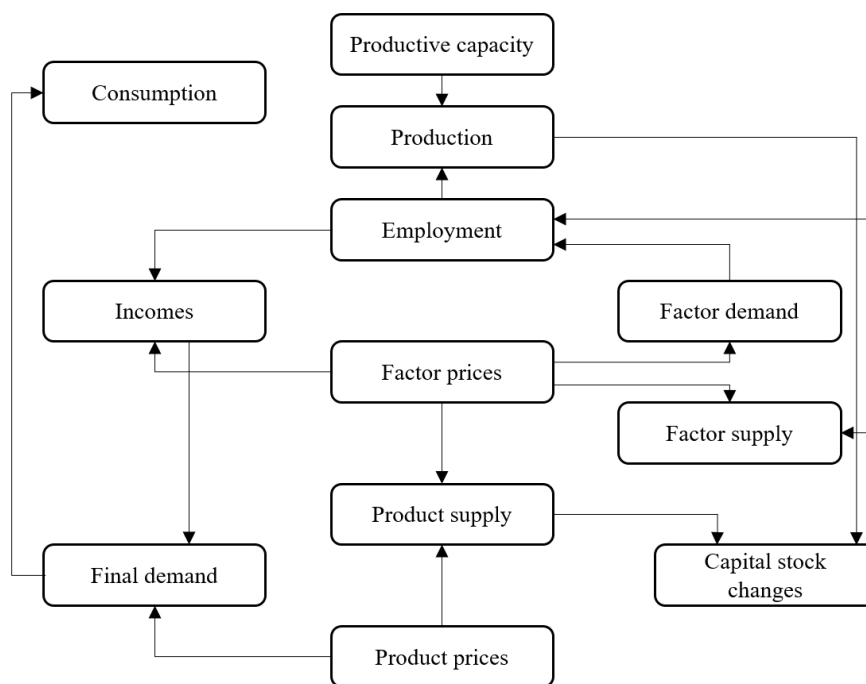 Productive capacity
Consumption
Production
Employment
Incomes
Factor demand
Factor prices
Factor supply
Product supply
Final demand
Capital stock
changes
Product prices